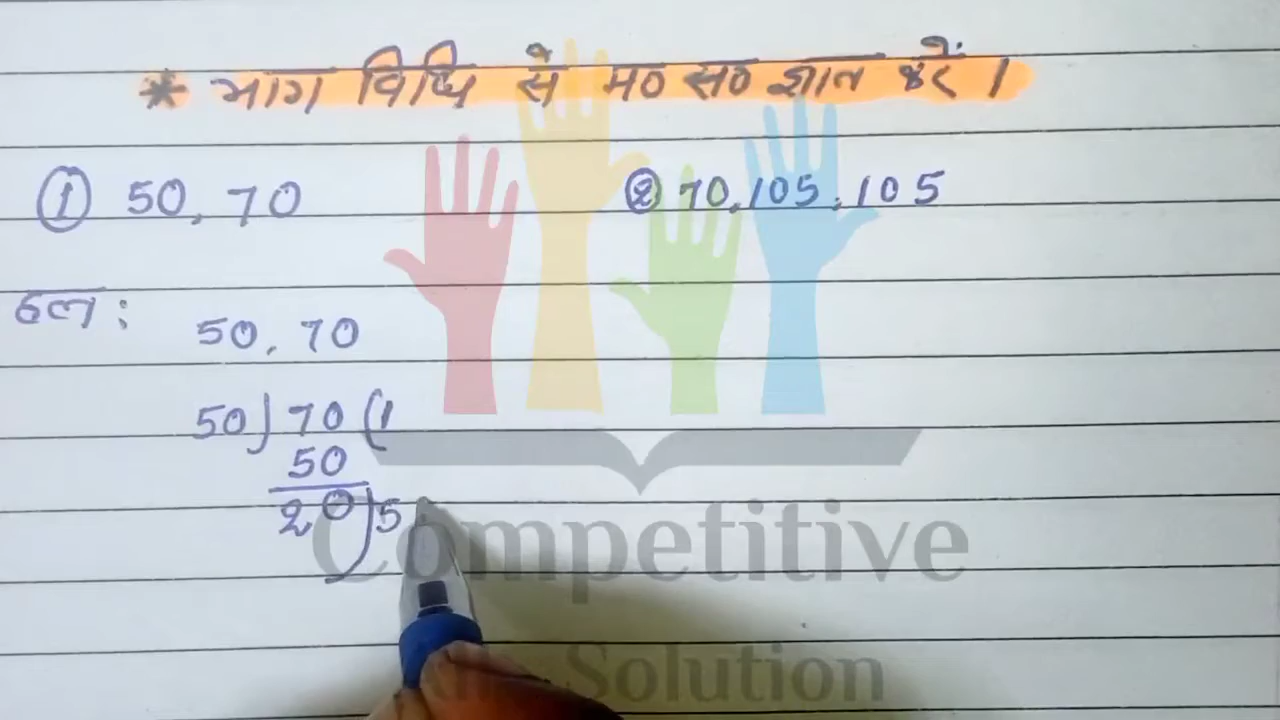 * भाग विधि से म० स० ज्ञात करें ।
① 50, 70
② 70, 105, 105
हल :
50, 70
50 ) 70 ( 1
50
20 ) 5
Competitive
Solution